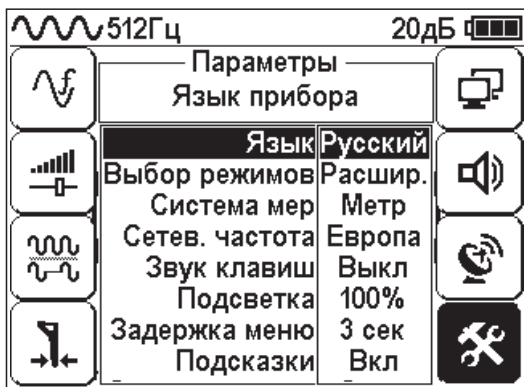 512Гц 20дБ
Параметры
Язык прибора
Язык Русский
Выбор режимов Расшир.
Система мер Метр
Сетев. частота Европа
Звук клавиш Выкл
Подсветка 100%
Задержка меню 3 сек
Подсказки Вкл